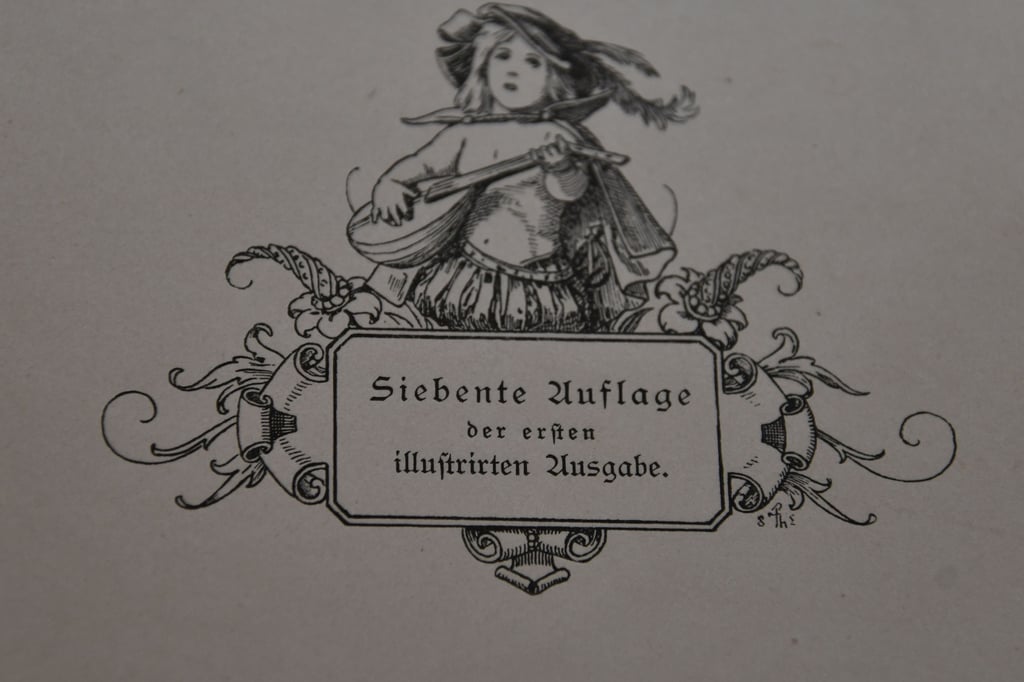 Siebente Auflage
der erſten
illuſtrirten Ausgabe.